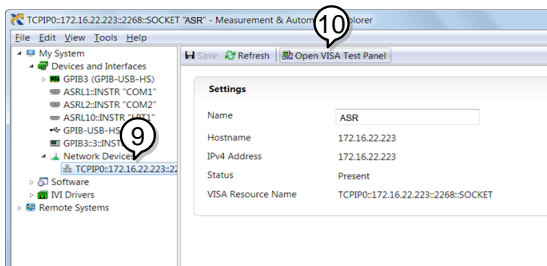 TCPIP0::172.16.22.223::2268::SOCKET "ASR" - Measurement & Autom plorer
10
File Edit View Tools Help
Save Refresh Open VISA Test Panel
My System
Devices and Interfaces
GPIB3 (GPIB-USB-HS)
ASRL1::INSTR "COM1"
ASRL2::INSTR "COM2"
ASRL10::INSTR "LPT1"
GPIB-USB-HS
GPIB3::3::INST
9
Network Devices
TCPIP0::172.16.22.223::22
Software
IVI Drivers
Remote Systems
Settings
Name ASR
Hostname 172.16.22.223
IPv4 Address 172.16.22.223
Status Present
VISA Resource Name TCPIP0::172.16.22.223::2268::SOCKET